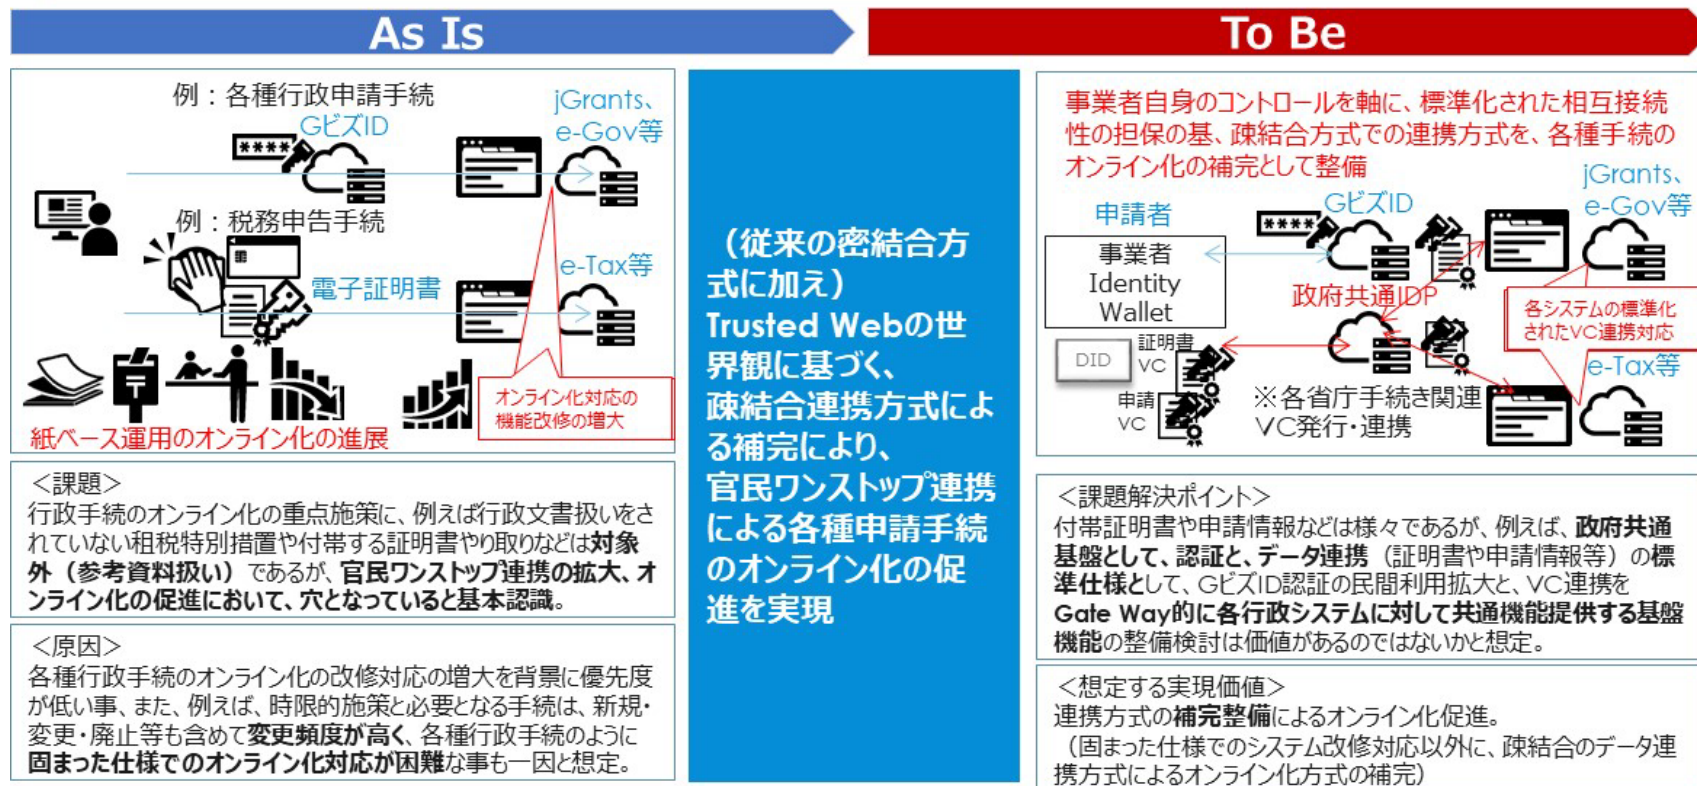 As Is
To Be
例：各種行政申請手続
jGrants、
e-Gov等
GビズID
****
例：税務申告手続
電子証明書
e-Tax等
オンライン化対応の
機能改修の増大
紙ベース運用のオンライン化の進展
＜課題＞
行政手続のオンライン化の重点施策に、例えば行政文書扱いをさ
れていない租税特別措置や付帯する証明書やり取りなどは対象
外（参考資料扱い）であるが、官民ワンストップ連携の拡大、オ
ンライン化の促進において、穴となっていると基本認識。
＜原因＞
各種行政手続のオンライン化の改修対応の増大を背景に優先度
が低い事、また、例えば、時限的施策と必要となる手続は、新規・
変更・廃止等も含めて変更頻度が高く、各種行政手続のように
固まった仕様でのオンライン化対応が困難な事も一因と想定。
（従来の密結合方
式に加え）
Trusted Webの世
界観に基づく、
疎結合連携方式によ
る補完により、
官民ワンストップ連携
による各種申請手続
のオンライン化の促
進を実現
事業者自身のコントロールを軸に、標準化された相互接続
性の担保の基、疎結合方式での連携方式を、各種手続の
オンライン化の補完として整備
jGrants、
e-Gov等
申請者
GビズID
****
事業者
Identity
Wallet
政府共通IDP
各システムの標準化
されたVC連携対応
DID
証明書
VC
申請
VC
e-Tax等
※各省庁手続き関連
VC発行・連携
＜課題解決ポイント＞
付帯証明書や申請情報などは様々であるが、例えば、政府共通
基盤として、認証と、データ連携（証明書や申請情報等）の標
準仕様として、GビズID認証の民間利用拡大と、VC連携を
Gate Way的に各行政システムに対して共通機能提供する基盤
機能の整備検討は価値があるのではないかと想定。
＜想定する実現価値＞
連携方式の補完整備によるオンライン化促進。
（固まった仕様でのシステム改修対応以外に、疎結合のデータ連
携方式によるオンライン化方式の補完）